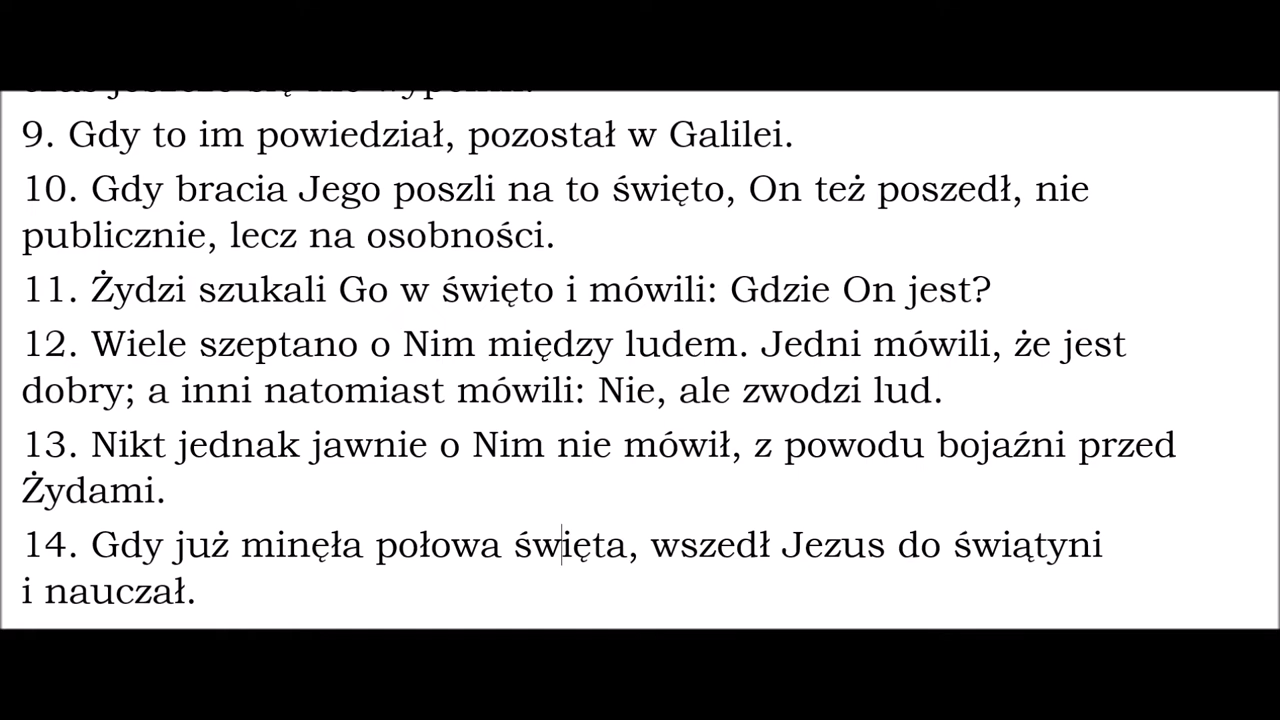 9. Gdy to im powiedział, pozostał w Galilei.
10. Gdy bracia Jego poszli na to święto, On też poszedł, nie
publicznie, lecz na osobności.
11. Żydzi szukali Go w święto i mówili: Gdzie On jest?
12. Wiele szeptano o Nim między ludem. Jedni mówili, że jest
dobry; a inni natomiast mówili: Nie, ale zwodzi lud.
13. Nikt jednak jawnie o Nim nie mówił, z powodu bojaźni przed
Żydami.
14. Gdy już minęła połowa święta, wszedł Jezus do świątyni
i nauczał.